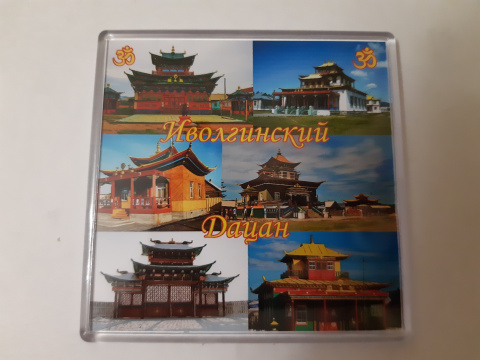 ॐ ॐ
Иволгинский
Дацан